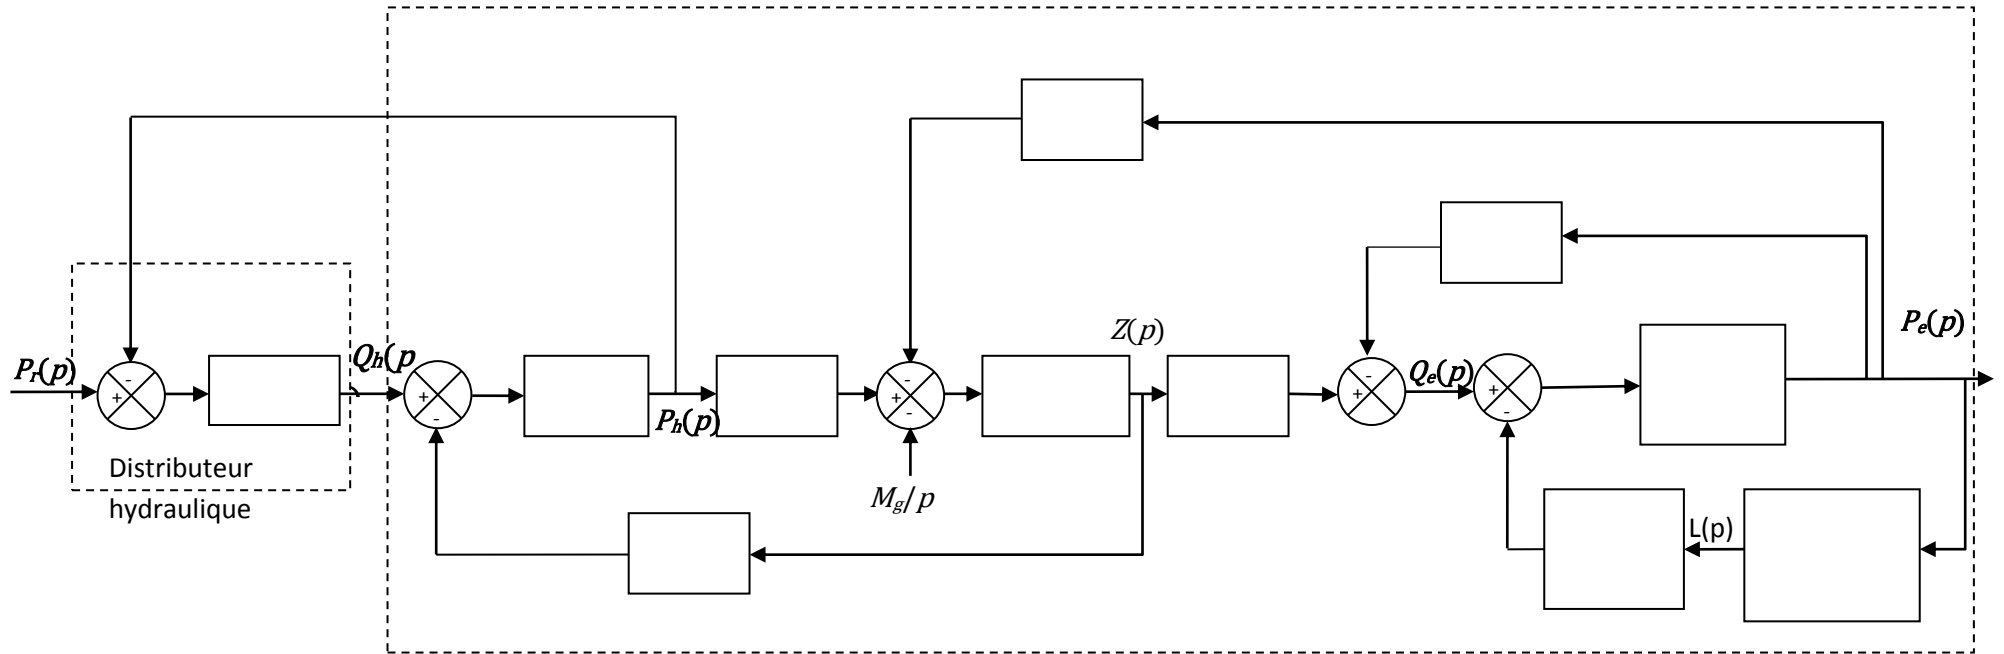 Z(p)
Pe(p)
Pr(p)
Qh(p
Qe(p)
Ph(p)
-
+
+
-
-
-
-
+
+
-
Distributeur
hydraulique
Mg/p
L(p)